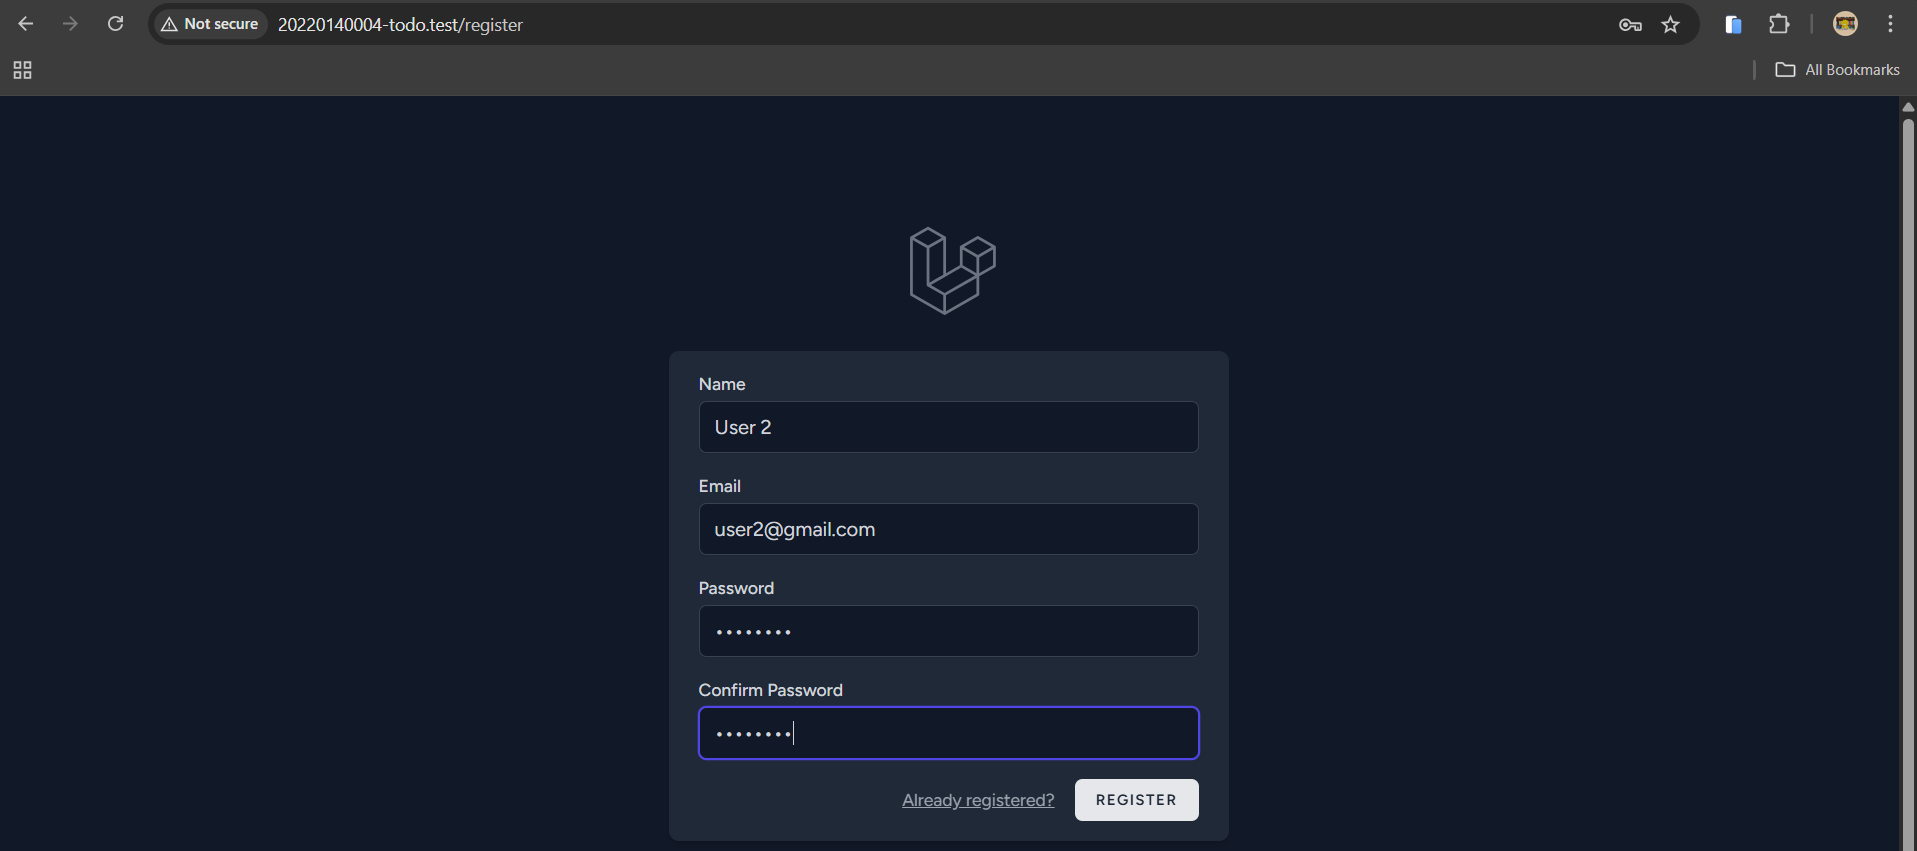 Not secure 20220140004-todo.test/register
All Bookmarks
Name
User 2
Email
user2@gmail.com
Password
••••••••
Confirm Password
••••••••
Already registered? REGISTER